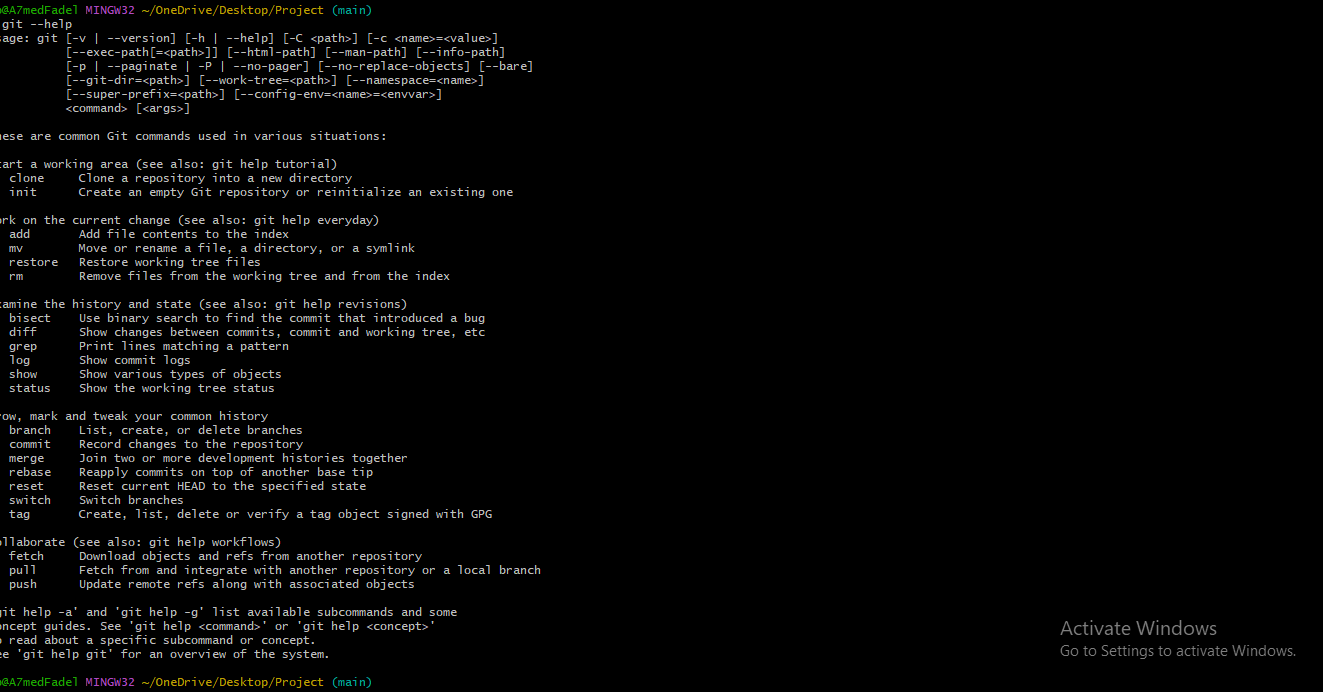 @A7medFadel MINGW32 ~/OneDrive/Desktop/Project (main)
git --help
sage: git [-v | --version] [-h | --help] [-C <path>] [-c <name>=<value>]
[--exec-path[=<path>]] [--html-path] [--man-path] [--info-path]
[-p | --paginate | -P | --no-pager] [--no-replace-objects] [--bare]
[--git-dir=<path>] [--work-tree=<path>] [--namespace=<name>]
[--super-prefix=<path>] [--config-env=<name>=<envvar>]
<command> [<args>]
ese are common Git commands used in various situations:
art a working area (see also: git help tutorial)
clone Clone a repository into a new directory
init Create an empty Git repository or reinitialize an existing one
rk on the current change (see also: git help everyday)
add Add file contents to the index
mv Move or rename a file, a directory, or a symlink
restore Restore working tree files
rm Remove files from the working tree and from the index
amine the history and state (see also: git help revisions)
bisect Use binary search to find the commit that introduced a bug
diff Show changes between commits, commit and working tree, etc
grep Print lines matching a pattern
log Show commit logs
show Show various types of objects
status Show the working tree status
ow, mark and tweak your common history
branch List, create, or delete branches
commit Record changes to the repository
merge Join two or more development histories together
rebase Reapply commits on top of another base tip
reset Reset current HEAD to the specified state
switch Switch branches
tag Create, list, delete or verify a tag object signed with GPG
llaborate (see also: git help workflows)
fetch Download objects and refs from another repository
pull Fetch from and integrate with another repository or a local branch
push Update remote refs along with associated objects
git help -a' and 'git help -g' list available subcommands and some
ncept guides. See 'git help <command>' or 'git help <concept>'
read about a specific subcommand or concept.
e 'git help git' for an overview of the system.
Activate Windows
Go to Settings to activate Windows.
@A7medFadel MINGW32 ~/OneDrive/Desktop/Project (main)